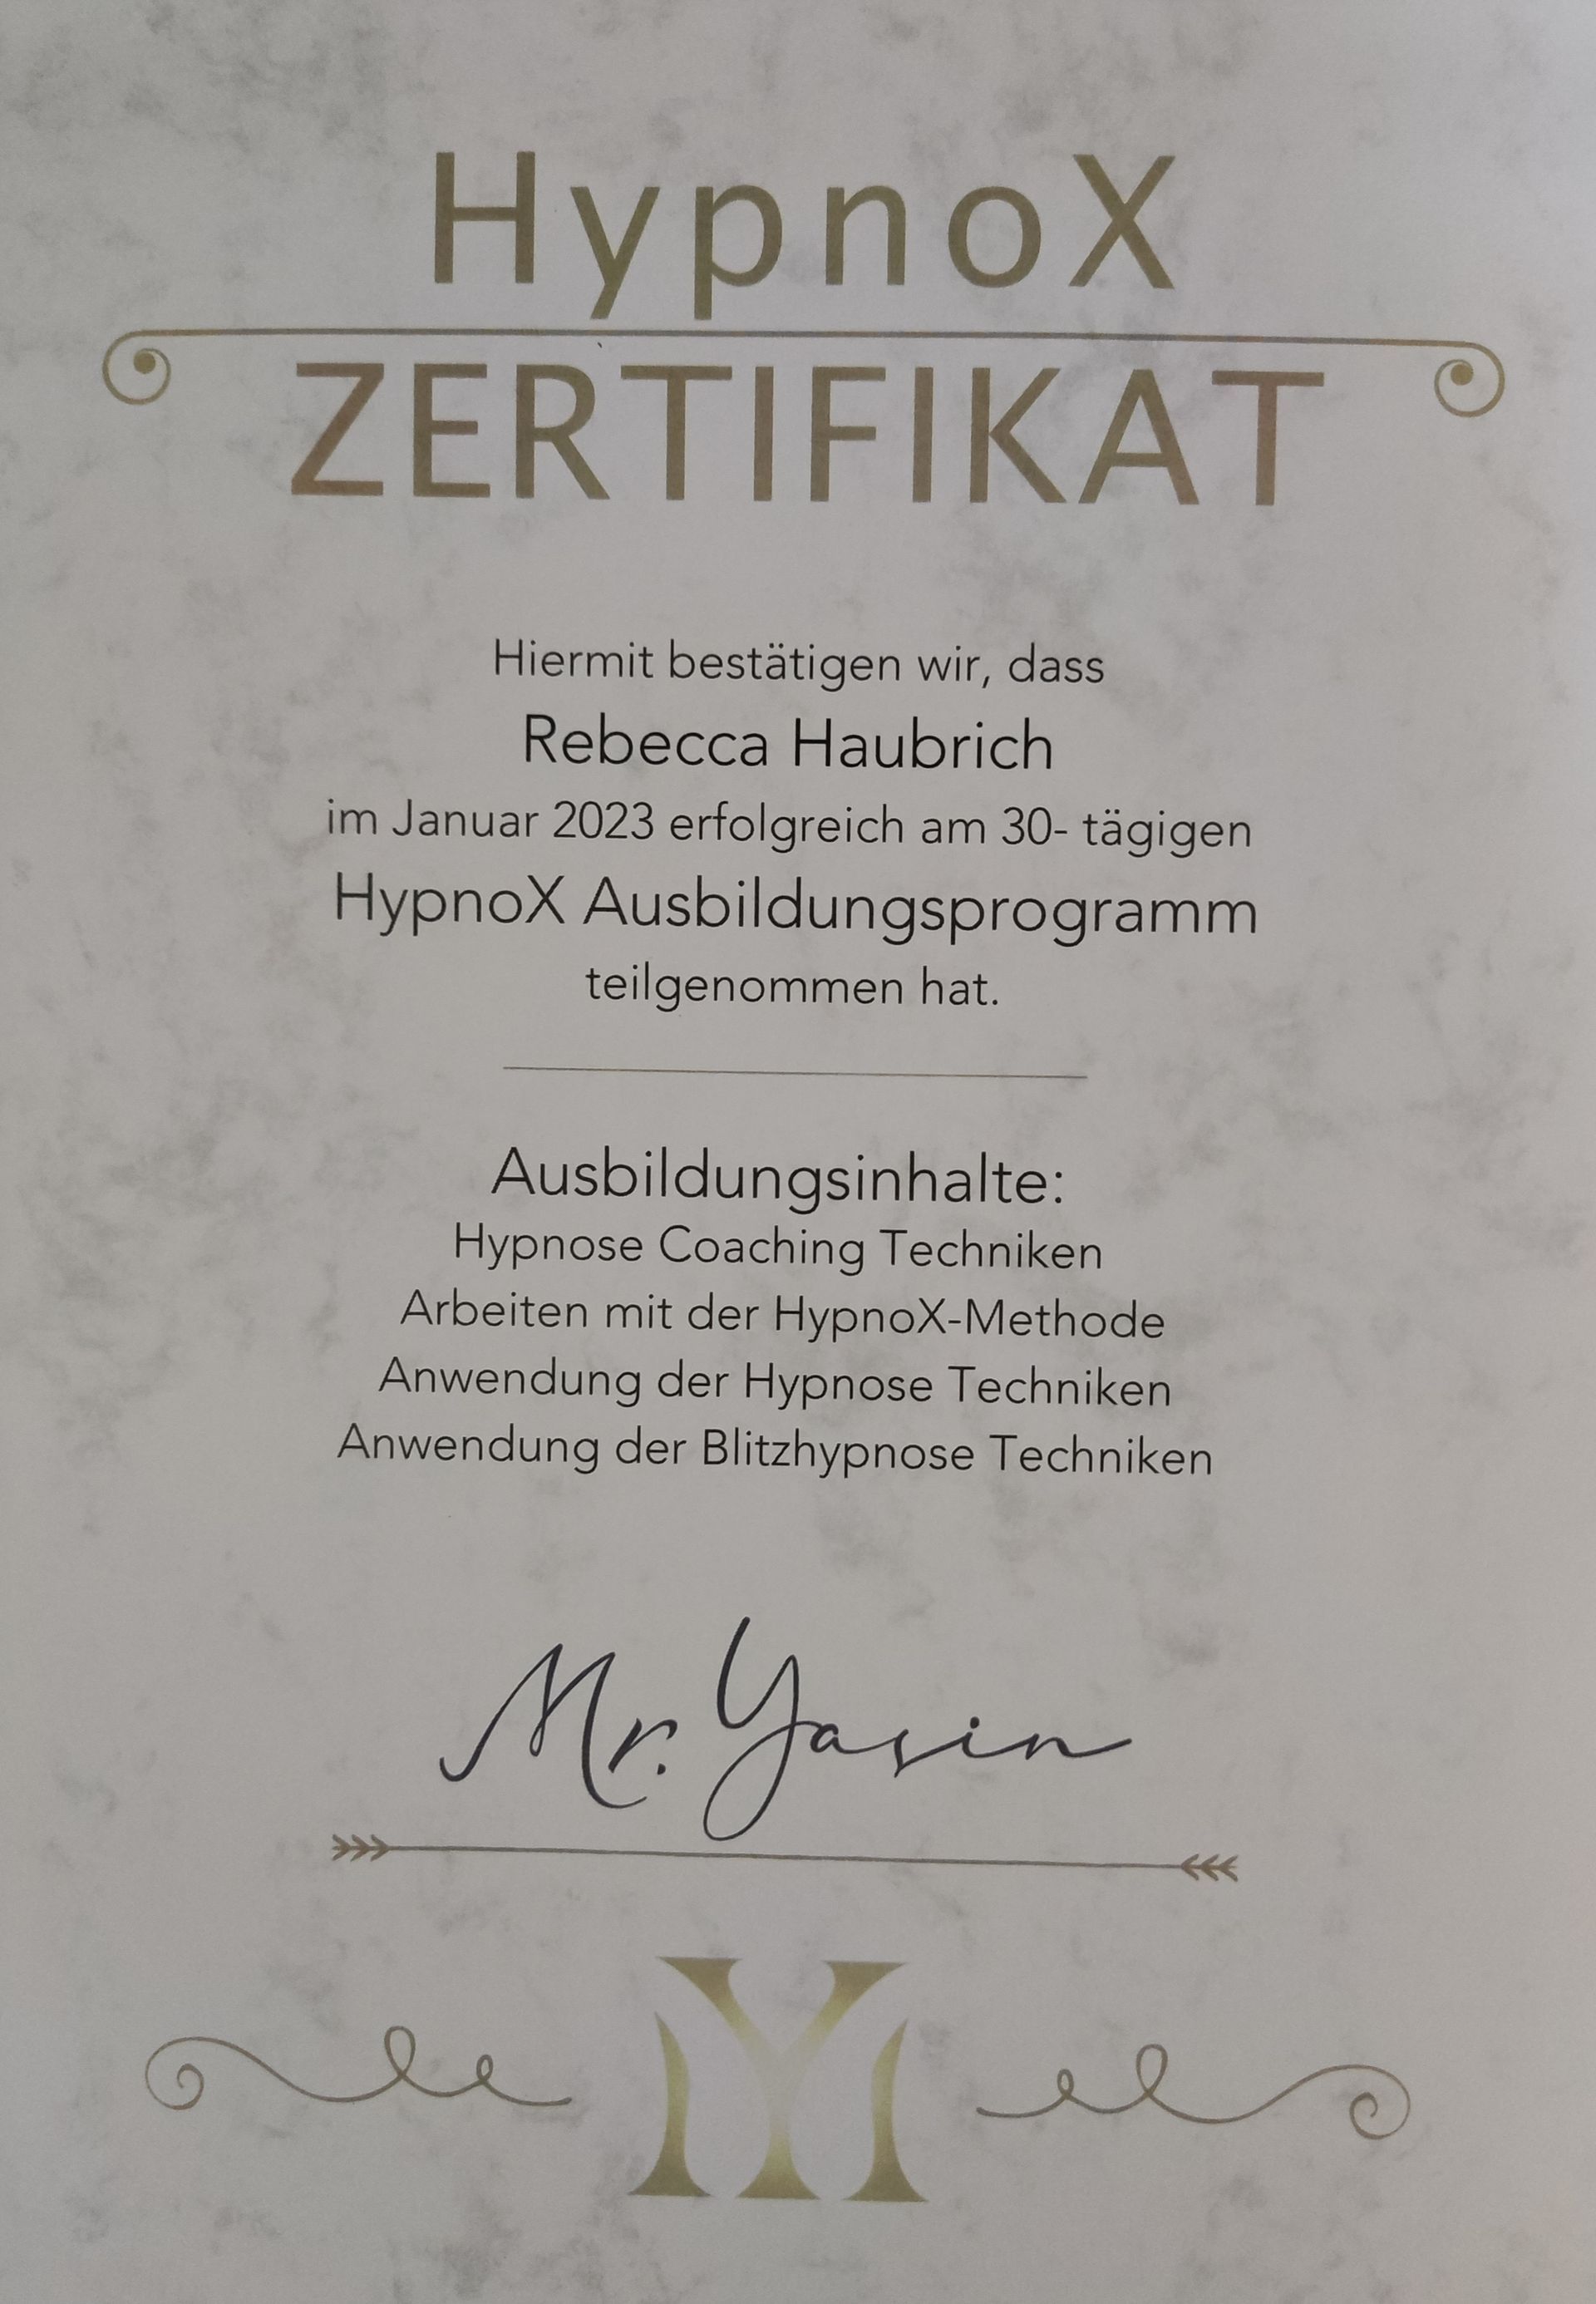 HypnoX
ZERTIFIKAT
Hiermit bestätigen wir, dass
Rebecca Haubrich
im Januar 2023 erfolgreich am 30- tägigen
HypnoX Ausbildungsprogramm
teilgenommen hat.
Ausbildungsinhalte:
Hypnose Coaching Techniken
Arbeiten mit der HypnoX-Methode
Anwendung der Hypnose Techniken
Anwendung der Blitzhypnose Techniken
Mr. Yasin